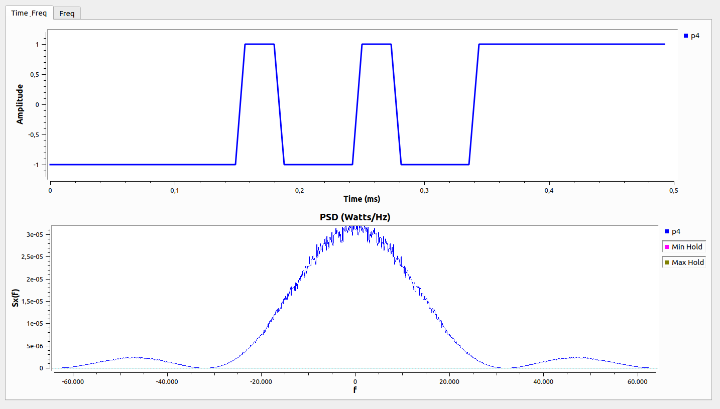 Time_Freq Freq
p4
1
0,5
0
-0,5
-1
Amplitude
0 0,1 0,2 0,3 0,4 0,5
Time (ms)
PSD (Watts/Hz)
p4
Min Hold
Max Hold
3e-05
2,5e-05
2e-05
1,5e-05
1e-05
5e-06
0
Sx(F)
-60.000 -40.000 -20.000 0 20.000 40.000 60.000
f